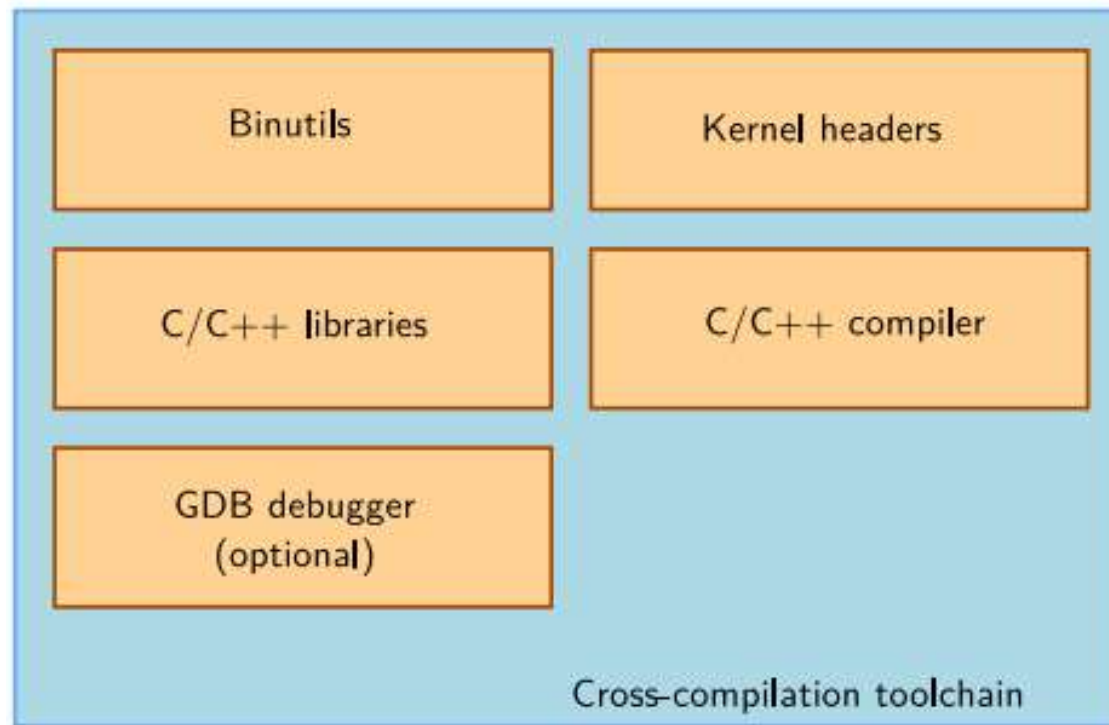 Binutils
Kernel headers
C/C++ libraries
C/C++ compiler
GDB debugger
(optional)
Cross-compilation toolchain